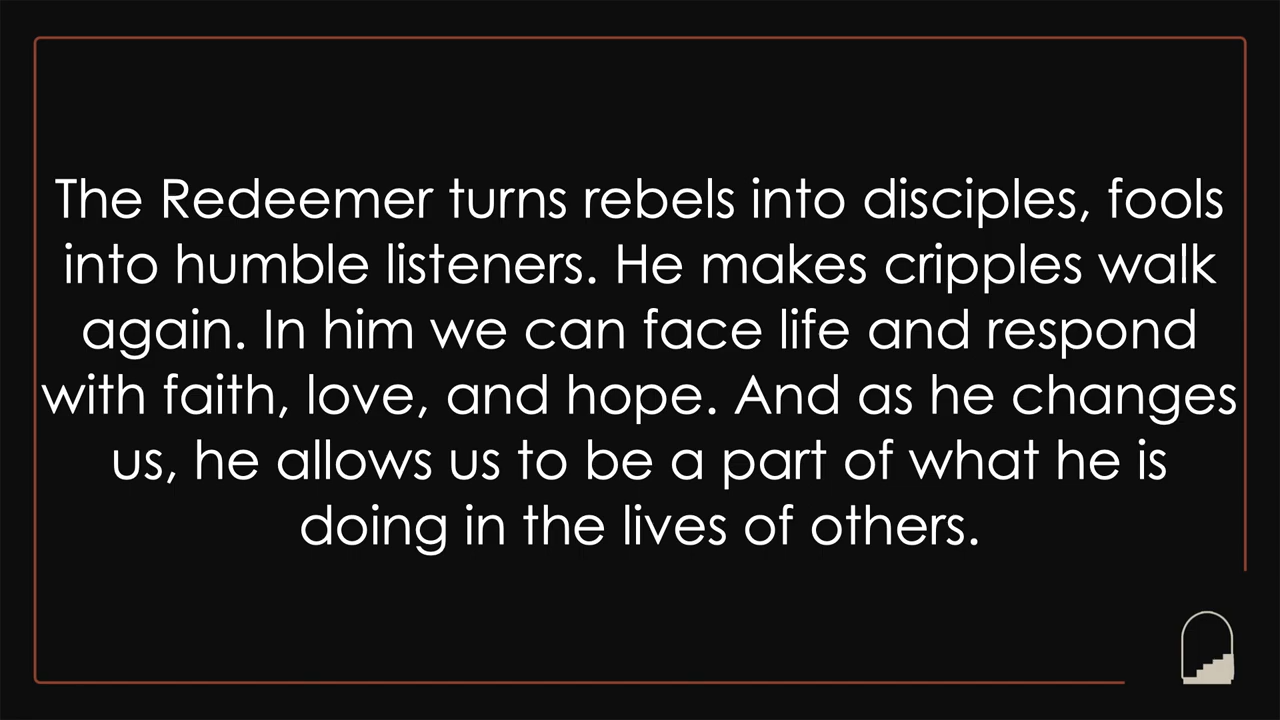 The Redeemer turns rebels into disciples, fools
into humble listeners. He makes cripples walk
again. In him we can face life and respond
with faith, love, and hope. And as he changes
us, he allows us to be a part of what he is
doing in the lives of others.